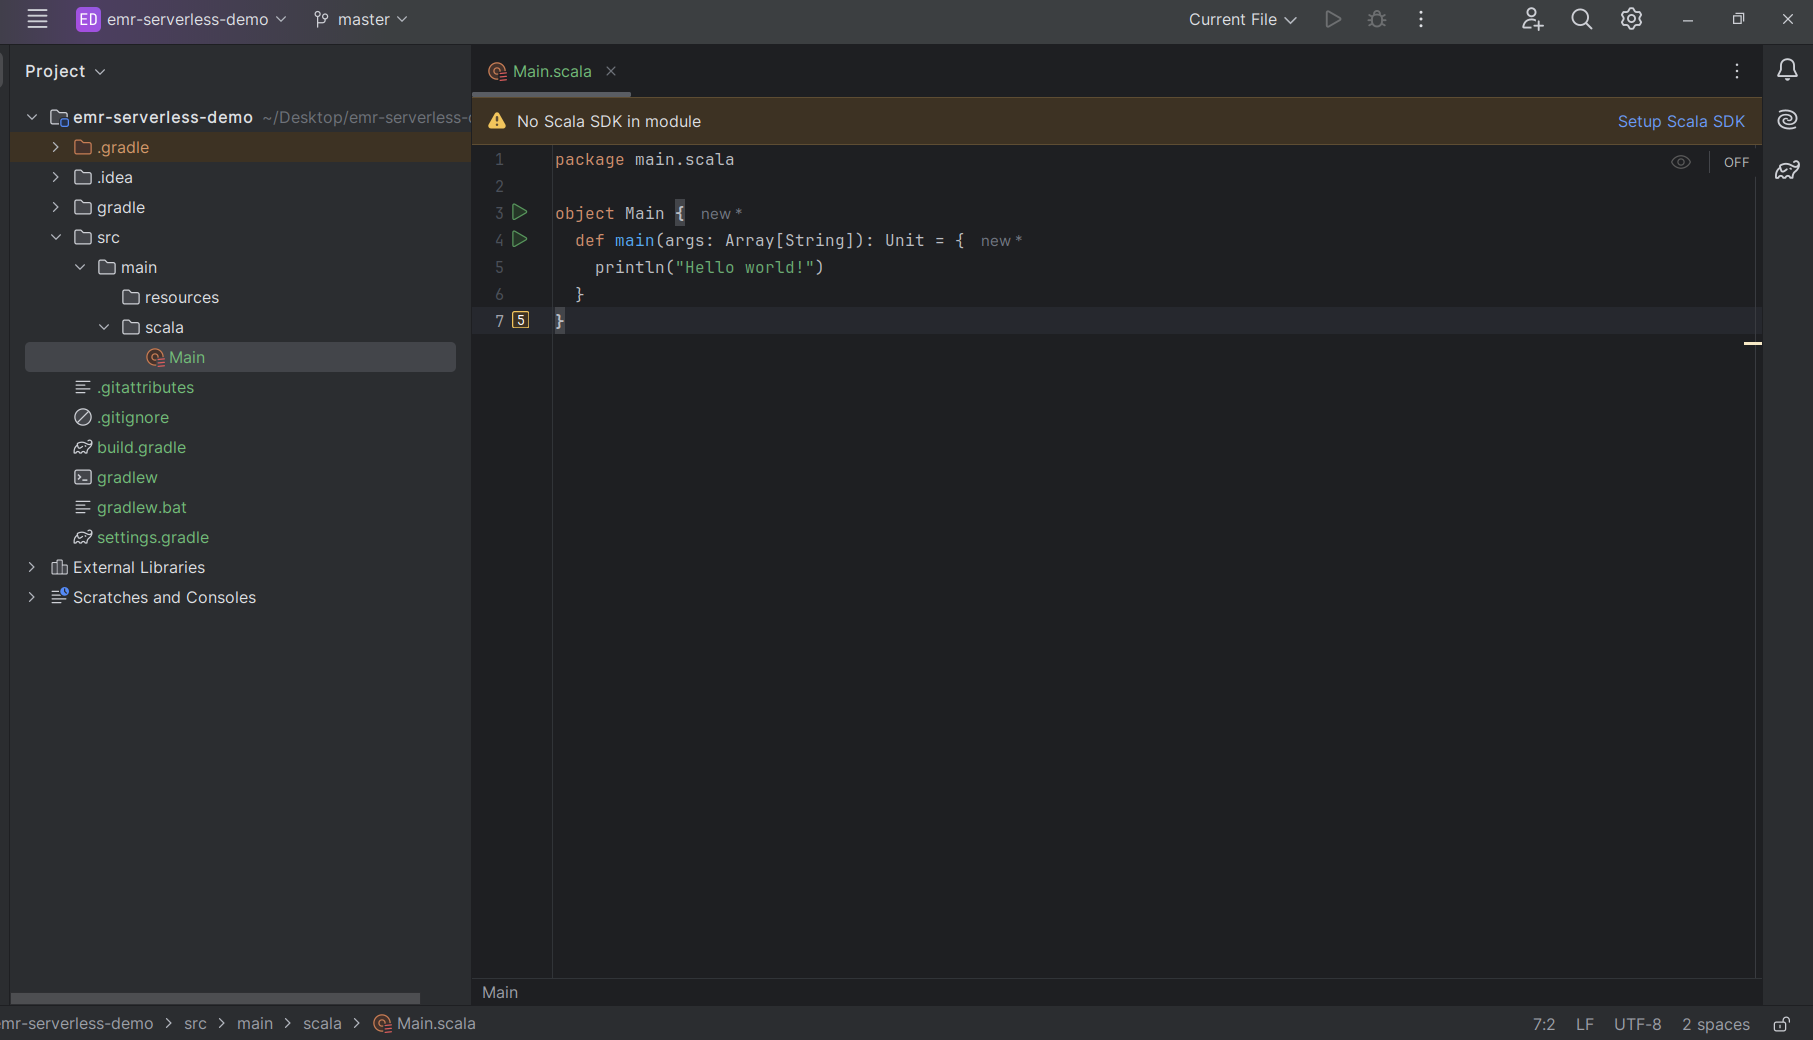 ED emr-serverless-demo master Current File
Project
Main.scala
emr-serverless-demo ~/Desktop/emr-serverless-
No Scala SDK in module Setup Scala SDK
.gradle
.idea
gradle
src
main
resources
scala
Main
.gitattributes
.gitignore
build.gradle
gradlew
gradlew.bat
settings.gradle
External Libraries
Scratches and Consoles
OFF
1 package main.scala
2
3 object Main { new *
4 def main(args: Array[String]): Unit = { new *
5 println("Hello world!")
6 }
7 5 }
Main
mr-serverless-demo > src > main > scala > Main.scala
7:2 LF UTF-8 2 spaces